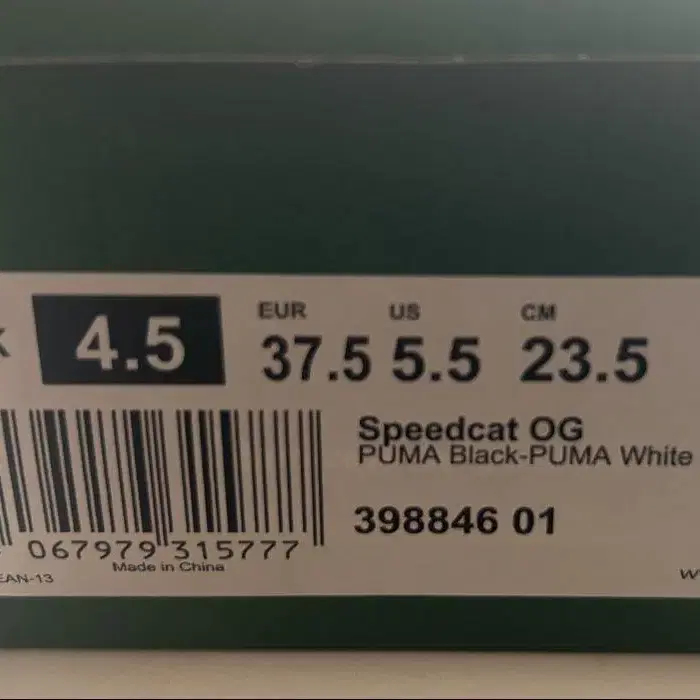 4.5
EUR US CM
37.5 5.5 23.5
Speedcat OG
PUMA Black-PUMA White
398846 01
067979 315777
Made in China
EAN-13